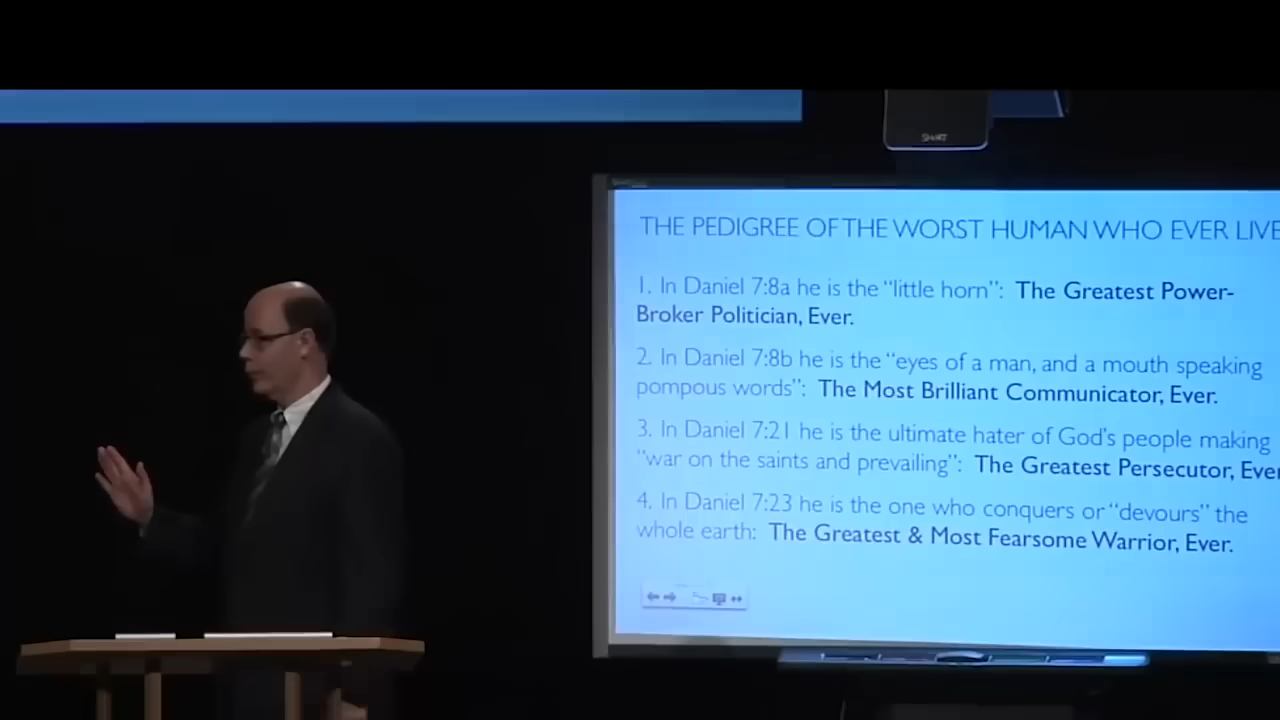 SMART
THE PEDIGREE OF THE WORST HUMAN WHO EVER LIVE
1. In Daniel 7:8a he is the “little horn”: The Greatest Power-
Broker Politician, Ever.
2. In Daniel 7:8b he is the “eyes of a man, and a mouth speaking
pompous words”: The Most Brilliant Communicator, Ever.
3. In Daniel 7:21 he is the ultimate hater of God’s people making
“war on the saints and prevailing”: The Greatest Persecutor, Ever
4. In Daniel 7:23 he is the one who conquers or “devours” the
whole earth: The Greatest & Most Fearsome Warrior, Ever.